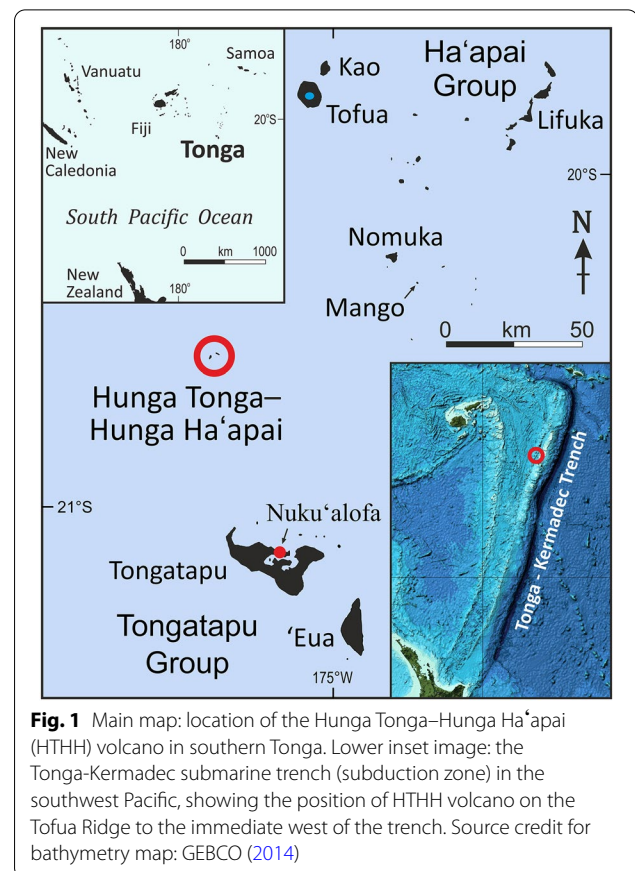 180°
Samoa
Vanuatu
Fiji
20°S
Tonga
New
Caledonia
South Pacific Ocean
0 km 1000
New
Zealand
180°
Kao
Tofua
Ha‘apai
Group
Lifuka
20°S
N
Nomuka
Mango
0 km 50
Hunga Tonga–
Hunga Ha‘apai
21°S
Nuku‘alofa
Tongatapu
Tongatapu
Group
‘Eua
175°W
Tonga - Kermadec Trench
Fig. 1 Main map: location of the Hunga Tonga–Hunga Ha‘apai
(HTHH) volcano in southern Tonga. Lower inset image: the
Tonga-Kermadec submarine trench (subduction zone) in the
southwest Pacific, showing the position of HTHH volcano on the
Tofua Ridge to the immediate west of the trench. Source credit for
bathymetry map: GEBCO (2014)